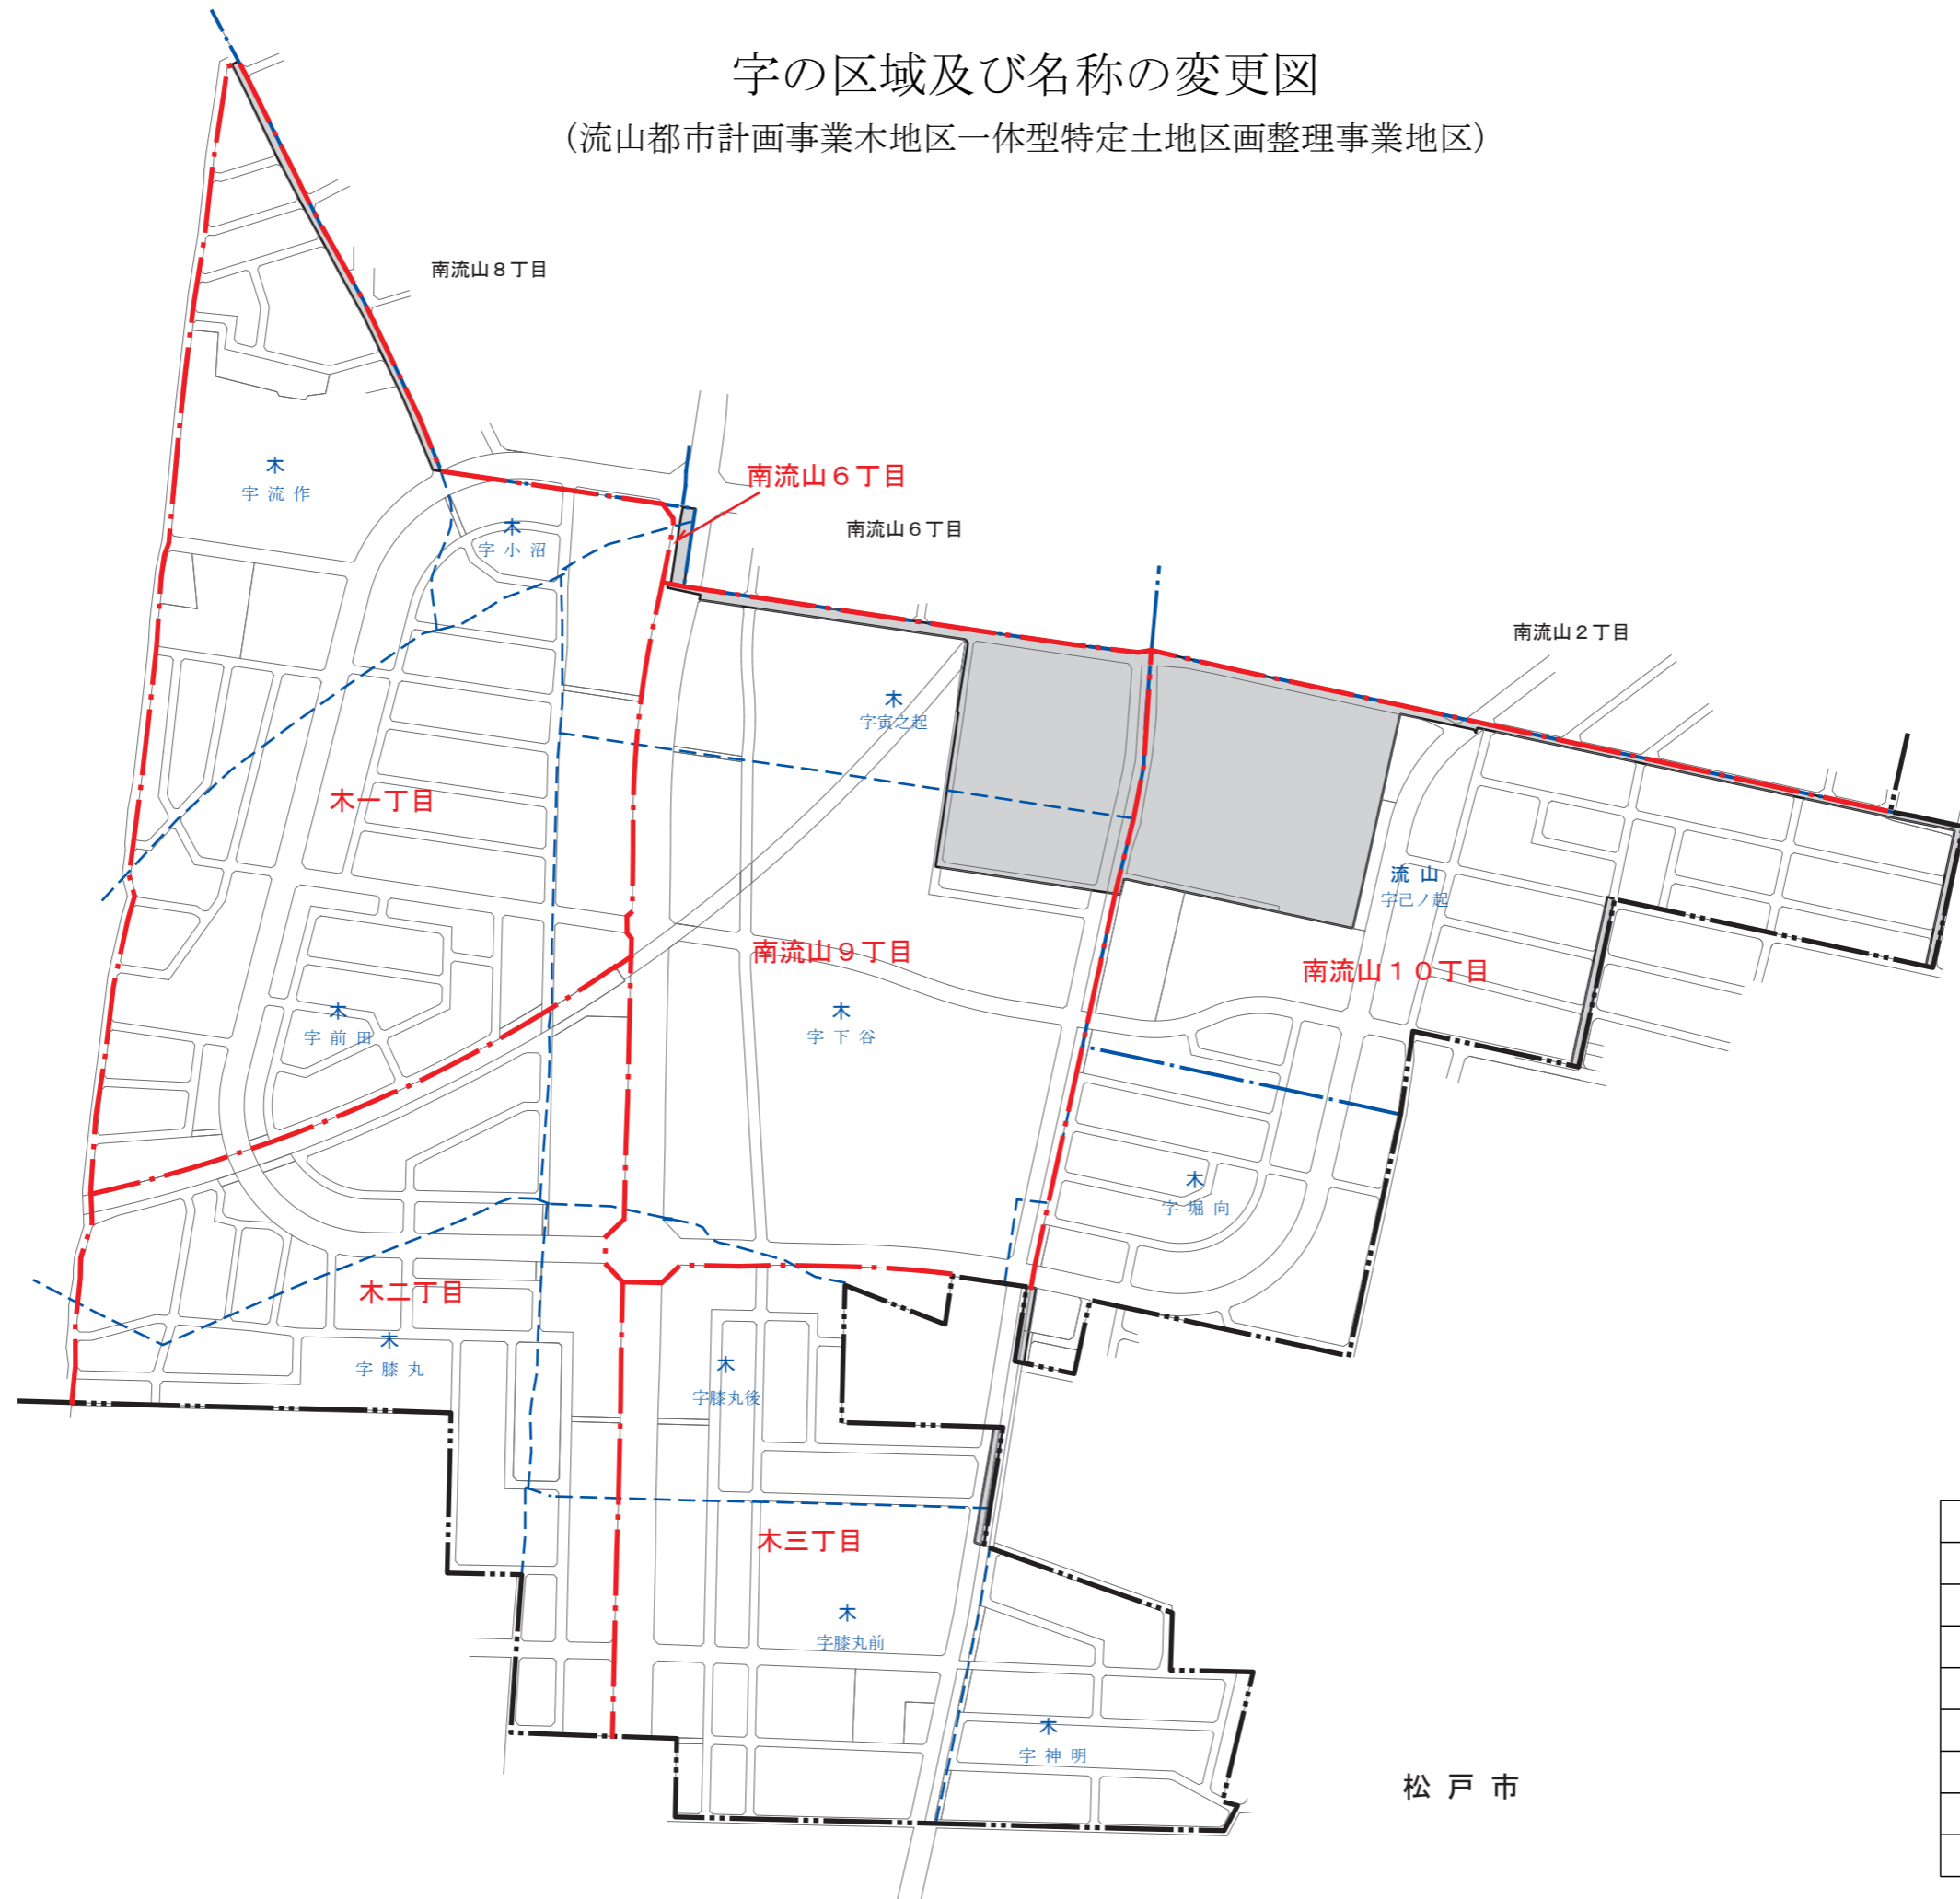 字の区域及び名称の変更図
（流山都市計画事業木地区一体型特定土地区画整理事業地区）
南流山８丁目
木
字 流 作
木
字 小 沼
南流山６丁目
南流山６丁目
南流山２丁目
木
字寅之起
木一丁目
流 山
字己ノ起
南流山９丁目
南流山１０丁目
木
字 前 田
木
字 下 谷
木
字 堀 向
木二丁目
木
字 膝 丸
木
字膝丸後
木三丁目
木
字膝丸前
木
字 神 明
松 戸 市